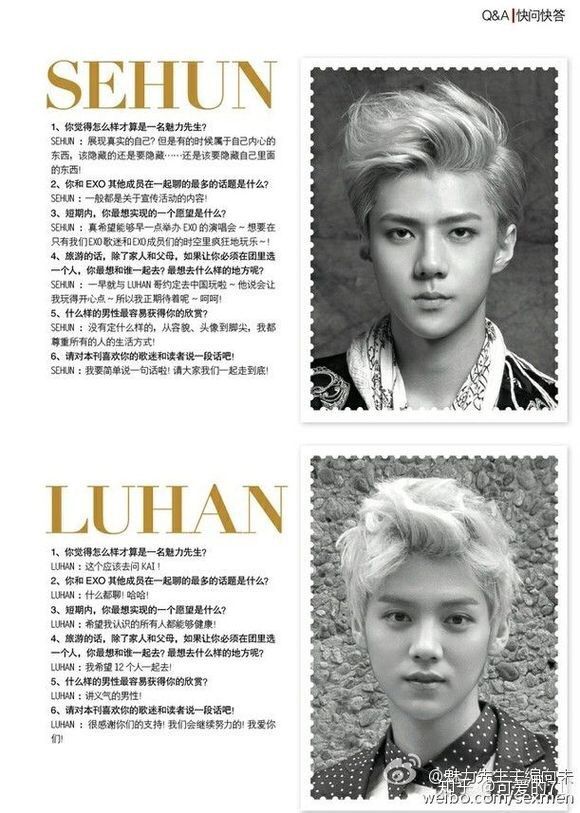 Q&A|快问快答
SEHUN
1、你觉得怎么样才算是一名魅力先生?
SEHUN : 展现真实的自己? 但是有的时候属于自己内心的
东西，该隐藏的还是要隐藏……还是该要隐藏自己里面
的东西!
2、你和 EXO 其他成员在一起聊的最多的话题是什么?
SEHUN : 一般都是关于宣传活动的内容!
3、短期内，你最想实现的一个愿望是什么?
SEHUN : 真希望能够早一点举办 EXO 的演唱会 ~ 想要在
只有我们EXO歌迷和EXO成员们的时空里疯狂地玩乐 ~ !
4、旅游的话，除了家人和父母，如果让你必须在团里选
一个人，你最想和谁一起去? 最想去什么样的地方呢?
SEHUN : 一早就与 LUHAN 哥约定去中国玩啦 ~ 他说会让
我玩得开心点 ~ 所以我正期待着呢 ~ 呵呵!
5、什么样的男性最容易获得你的欣赏?
SEHUN : 没有定什么样的，从容貌、头像到脚尖，我都
尊重所有的人的生活方式!
6、请对本刊喜欢你的歌迷和读者说一段话吧!
SEHUN : 我要简单说一句话啦! 请大家我们一起走到底!
LUHAN
1、你觉得怎么样才算是一名魅力先生?
LUHAN : 这个应该去问 KAI !
2、你和 EXO 其他成员在一起聊的最多的话题是什么?
LUHAN : 什么都聊! 哈哈!
3、短期内，你最想实现的一个愿望是什么?
LUHAN : 希望我认识的所有人都能够健康!
4、旅游的话，除了家人和父母，如果让你必须在团里选
一个人，你最想和谁一起去? 最想去什么样的地方呢?
LUHAN : 我希望 12 个人一起去!
5、什么样的男性最容易获得你的欣赏?
LUHAN : 讲义气的男性!
6、请对本刊喜欢你的歌迷和读者说一段话吧!
LUHAN : 很感谢你们的支持! 我们会继续努力的! 我爱你
们!
@魅力先生主编向未
知乎 @可爱的71
weibo.com/sexmen